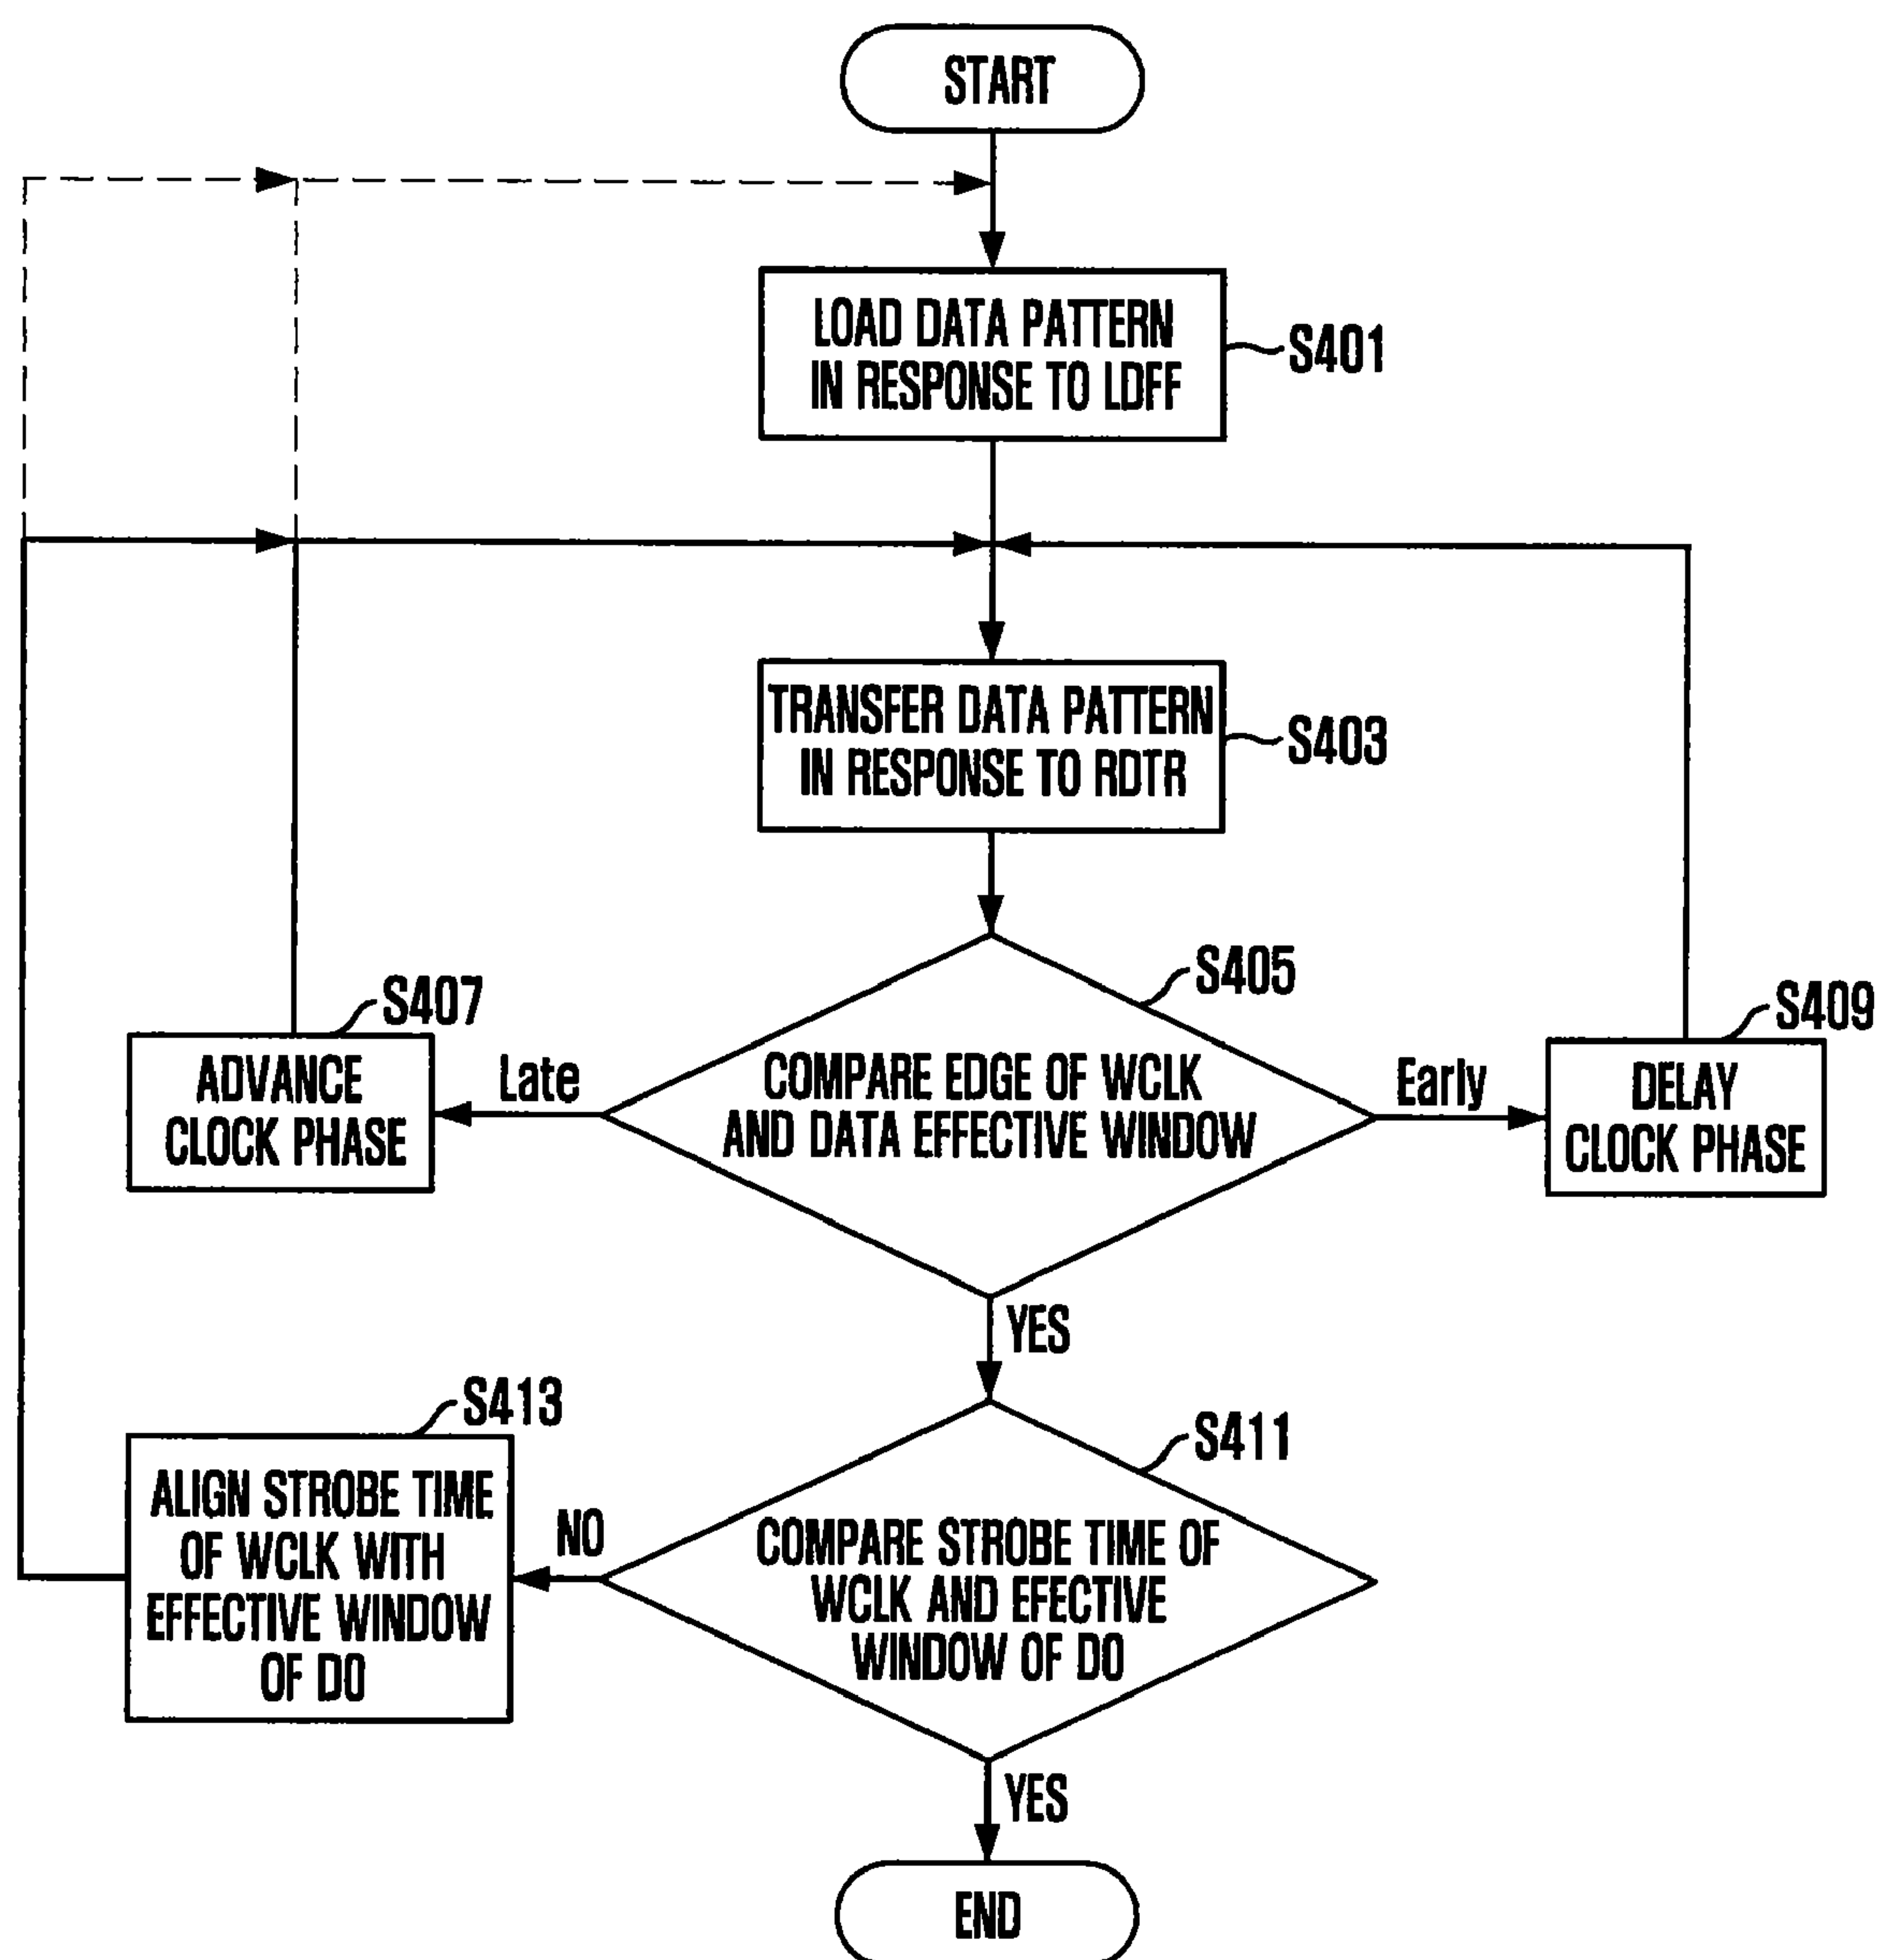 START
LOAD DATA PATTERN
IN RESPONSE TO LDFF
S401
TRANSFER DATA PATTERN
IN RESPONSE TO RDTR
S403
S405
COMPARE EDGE OF WCLK
AND DATA EFFECTIVE WINDOW
Late
S407
ADVANCE
CLOCK PHASE
Early
S409
DELAY
CLOCK PHASE
YES
S411
COMPARE STROBE TIME OF
WCLK AND EFECTIVE
WINDOW OF DO
NO
S413
ALIGN STROBE TIME
OF WCLK WITH
EFFECTIVE WINDOW
OF DO
YES
END